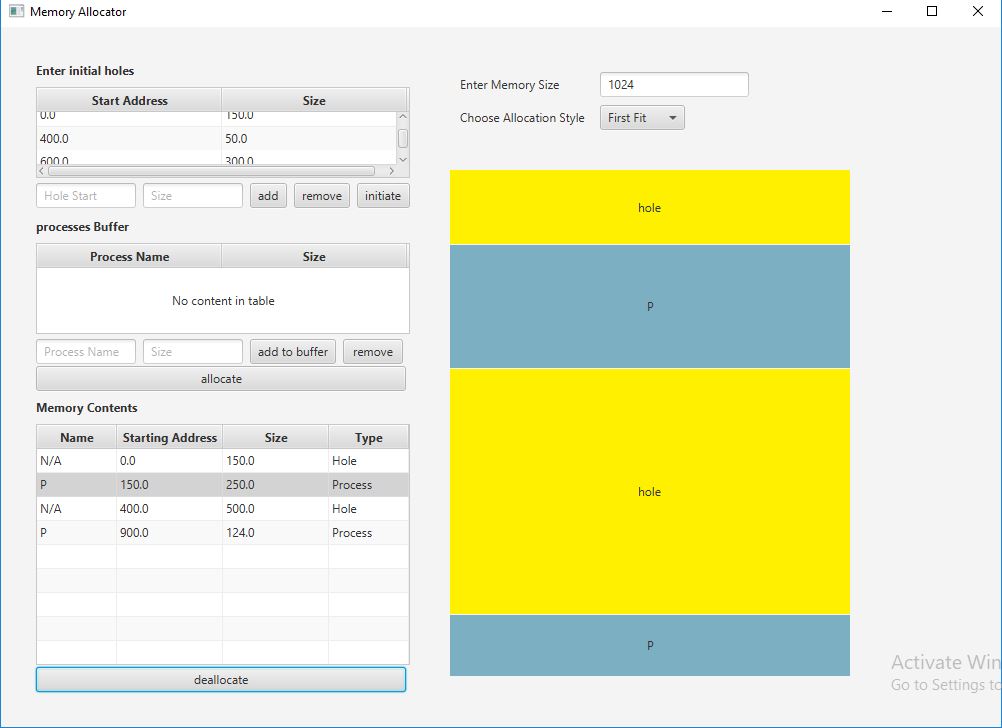 Memory Allocator
Enter initial holes
Start Address Size
0.0 150.0
400.0 50.0
600.0 300.0
Hole Start Size add remove initiate
processes Buffer
Process Name Size
No content in table
Process Name Size add to buffer remove
allocate
Memory Contents
Name Starting Address Size Type
N/A 0.0 150.0 Hole
P 150.0 250.0 Process
N/A 400.0 500.0 Hole
P 900.0 124.0 Process
deallocate
Enter Memory Size 1024
Choose Allocation Style First Fit
hole
P
hole
P
Activate Win
Go to Settings to